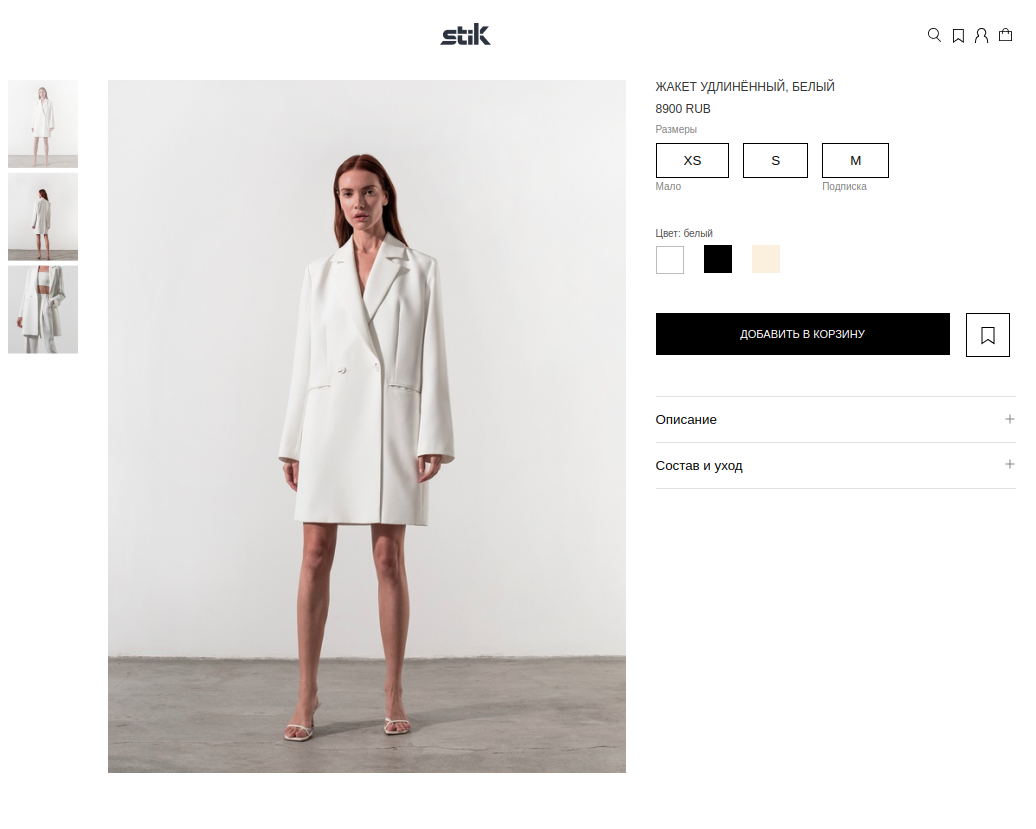 stik
ЖАКЕТ УДЛИНЁННЫЙ, БЕЛЫЙ
8900 RUB
Размеры
XS S M
Мало Подписка
Цвет: белый
ДОБАВИТЬ В КОРЗИНУ
Описание
Состав и уход